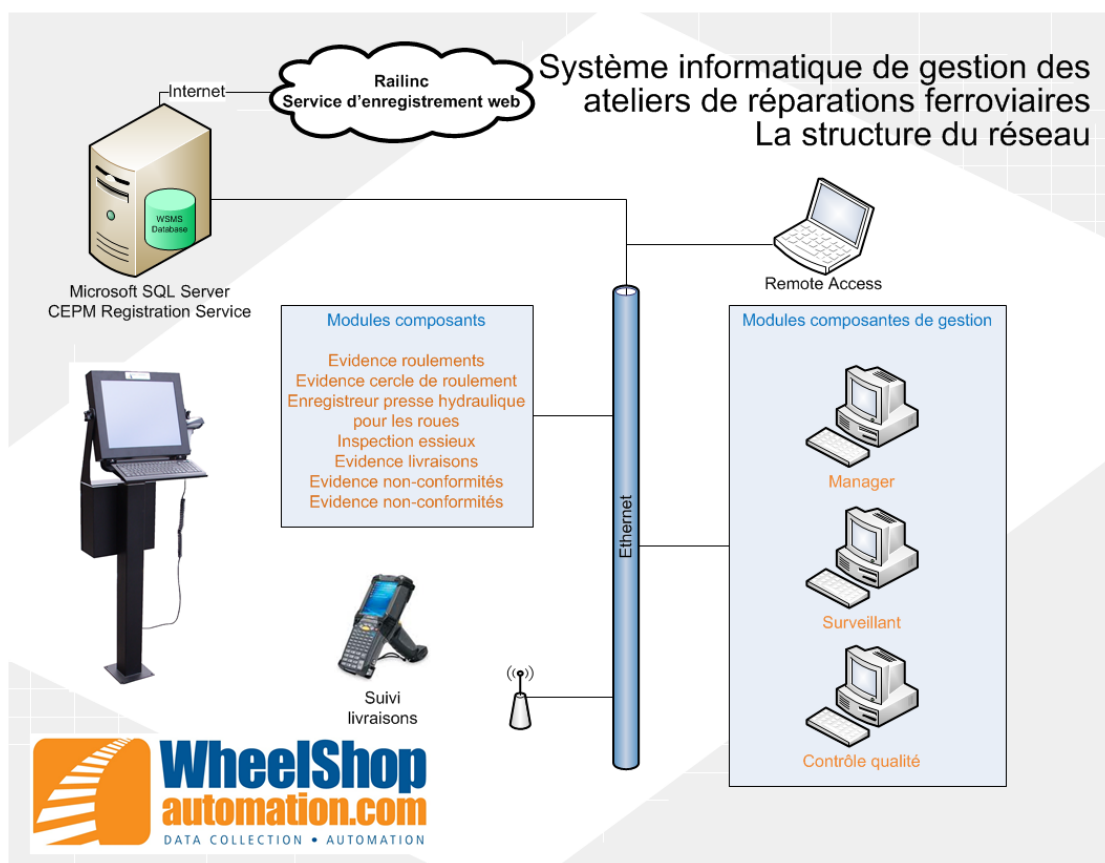 Système informatique de gestion des
ateliers de réparations ferroviaires
La structure du réseau
Railinc
Service d'enregistrement web
Internet
WSMS
Database
Microsoft SQL Server
CEPM Registration Service
Remote Access
Modules composants
Evidence roulements
Evidence cercle de roulement
Enregistreur presse hydraulique
pour les roues
Inspection essieux
Evidence livraisons
Evidence non-conformités
Evidence non-conformités
Ethernet
Modules composantes de gestion
Manager
Surveillant
Contrôle qualité
Suivi
livraisons
WheelShop
automation.com
DATA COLLECTION • AUTOMATION